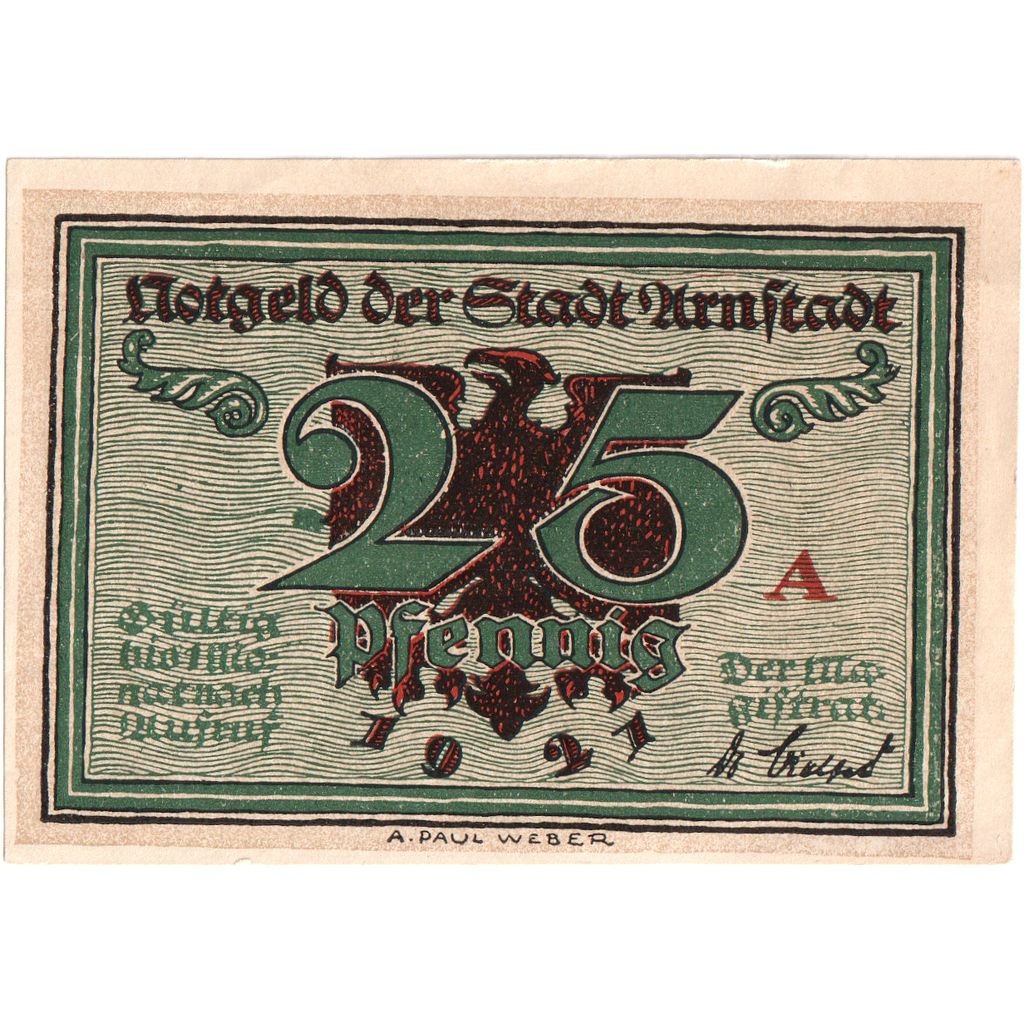 Notgeld der Stadt Arnstadt
25
A
Pfennig
Gültig
bis 1 Mo-
nat nach
Aufruf
Der Ma-
gistrat
1921
Dr
A. PAUL WEBER